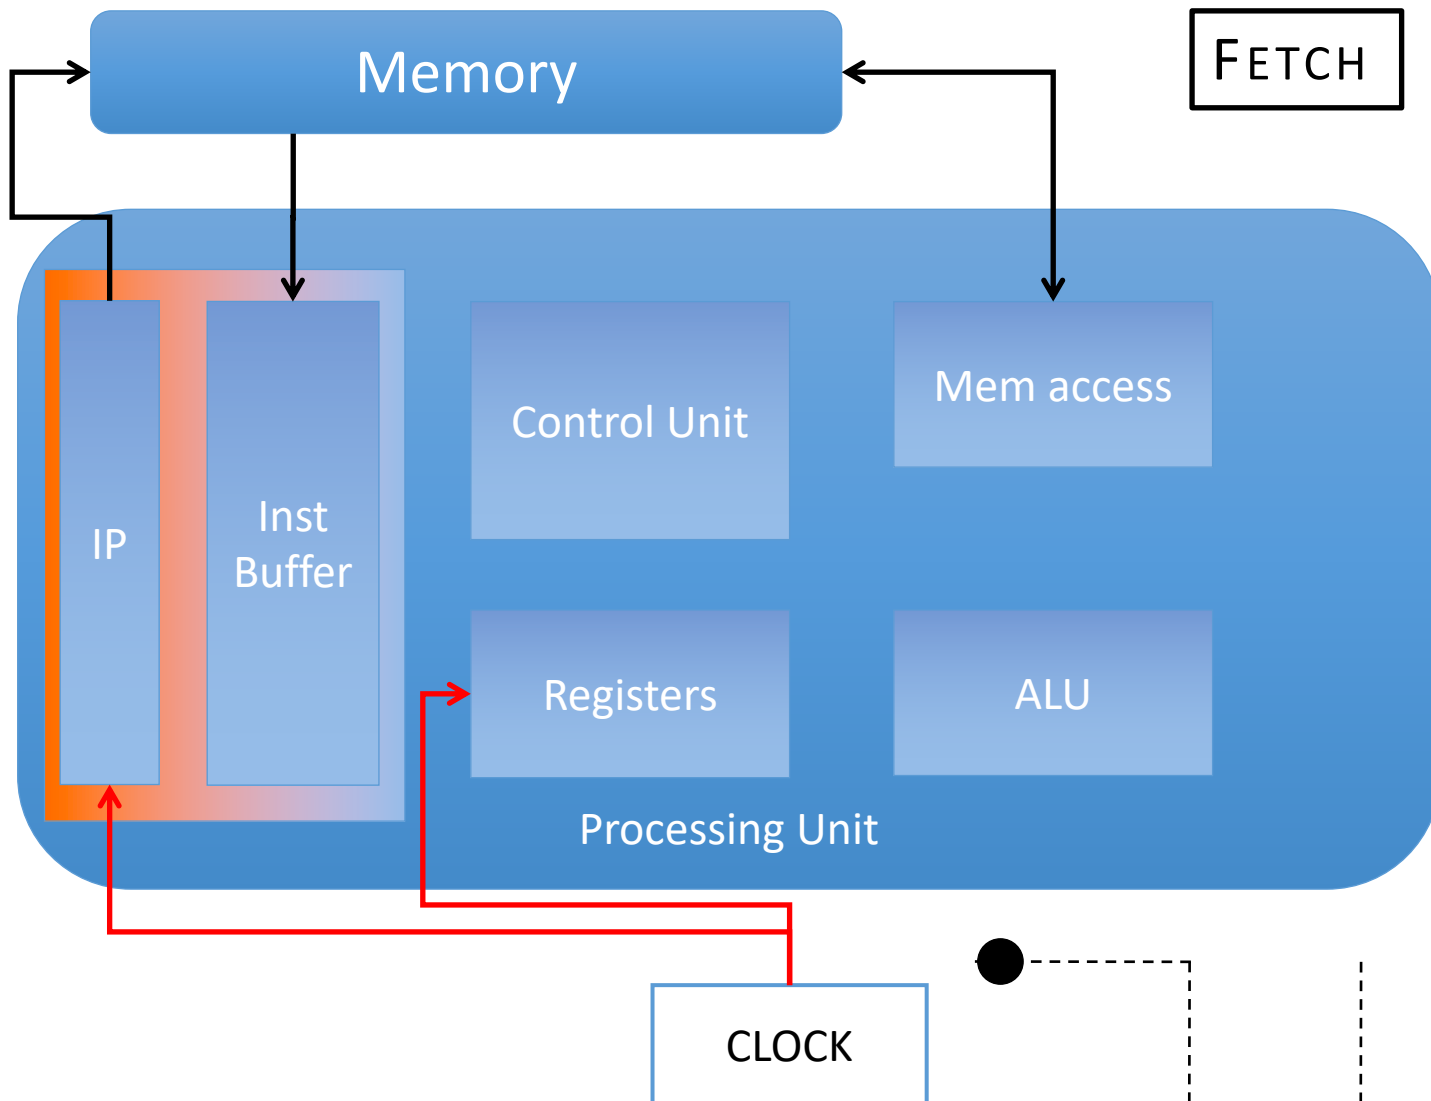 Memory
FETCH
Control Unit
Mem access
IP
Inst
Buffer
Registers
ALU
Processing Unit
CLOCK